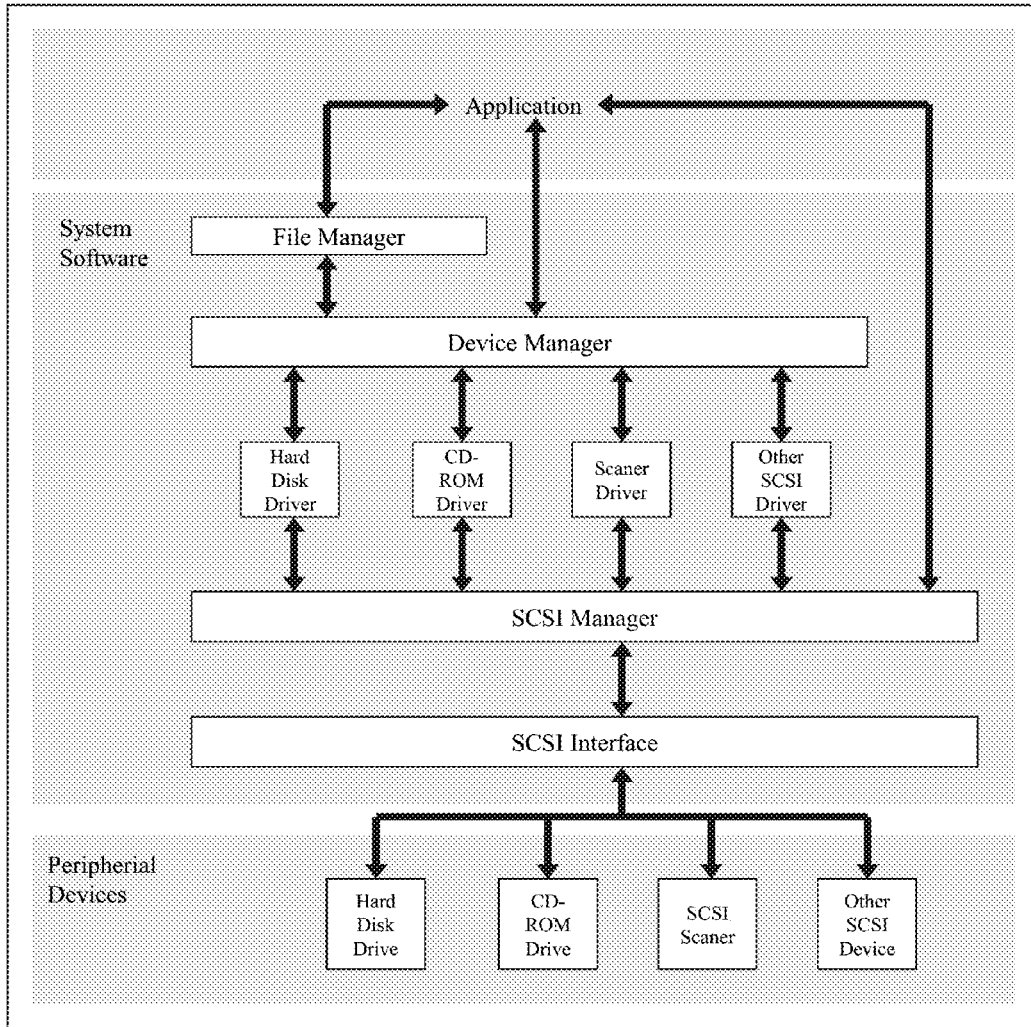 Application
System
Software
File Manager
Device Manager
Hard
Disk
Driver
CD-
ROM
Driver
Scaner
Driver
Other
SCSI
Driver
SCSI Manager
SCSI Interface
Peripherial
Devices
Hard
Disk
Drive
CD-
ROM
Drive
SCSI
Scaner
Other
SCSI
Device